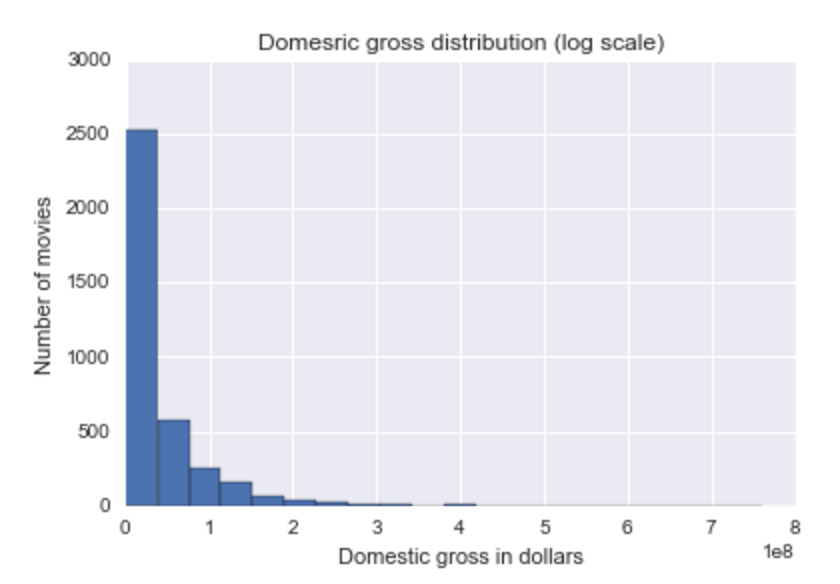 Domesric gross distribution (log scale)
3000
2500
2000
1500
1000
500
0
Number of movies
0 1 2 3 4 5 6 7 8
1e8
Domestic gross in dollars